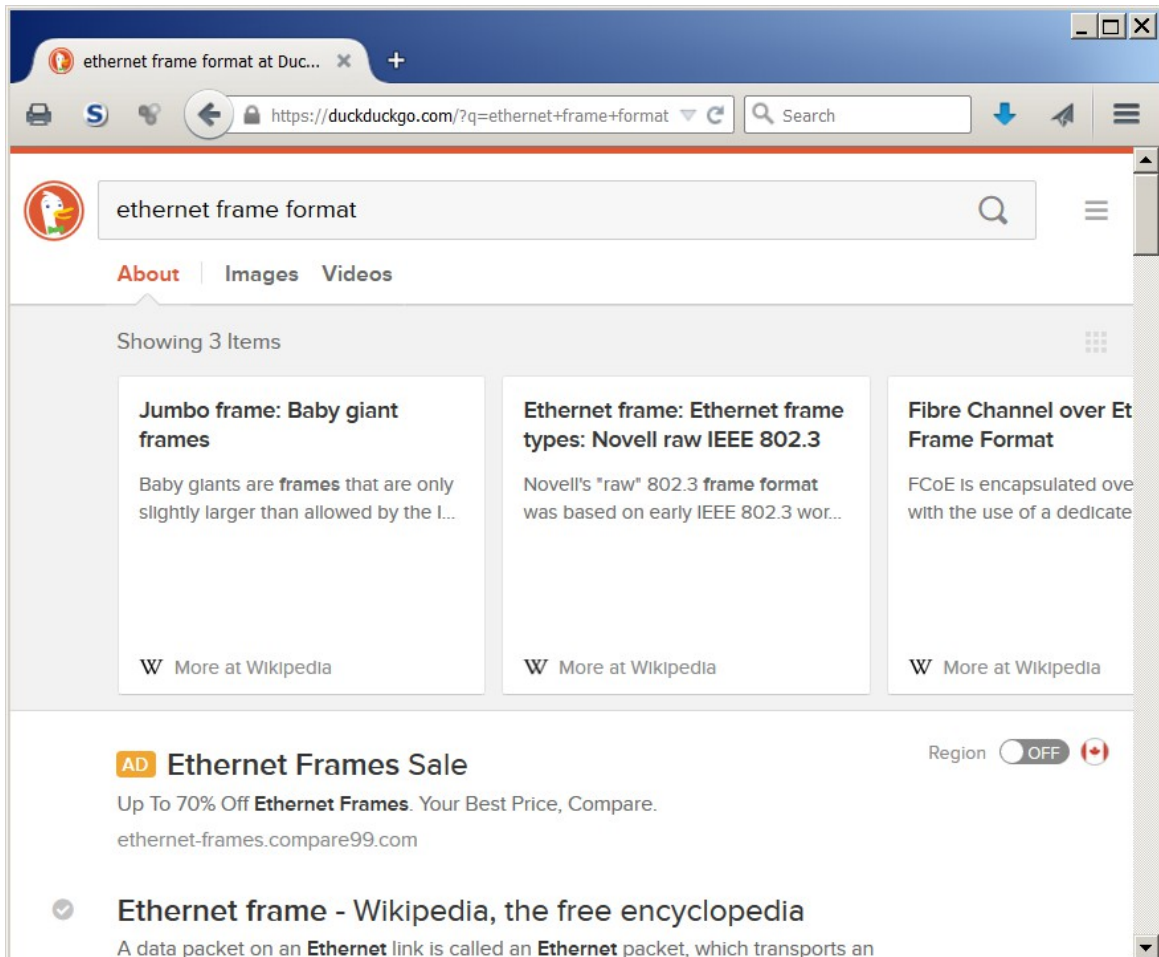 ethernet frame format at Duc...
S
https://duckduckgo.com/?q=ethernet+frame+format
Search
ethernet frame format
About Images Videos
Showing 3 Items
Jumbo frame: Baby giant
frames
Baby giants are frames that are only
slightly larger than allowed by the I...
W More at Wikipedia
Ethernet frame: Ethernet frame
types: Novell raw IEEE 802.3
Novell's "raw" 802.3 frame format
was based on early IEEE 802.3 wor...
W More at Wikipedia
Fibre Channel over Et
Frame Format
FCoE is encapsulated ove
with the use of a dedicate
W More at Wikipedia
Region OFF
AD Ethernet Frames Sale
Up To 70% Off Ethernet Frames. Your Best Price, Compare.
ethernet-frames.compare99.com
Ethernet frame - Wikipedia, the free encyclopedia
A data packet on an Ethernet link is called an Ethernet packet, which transports an